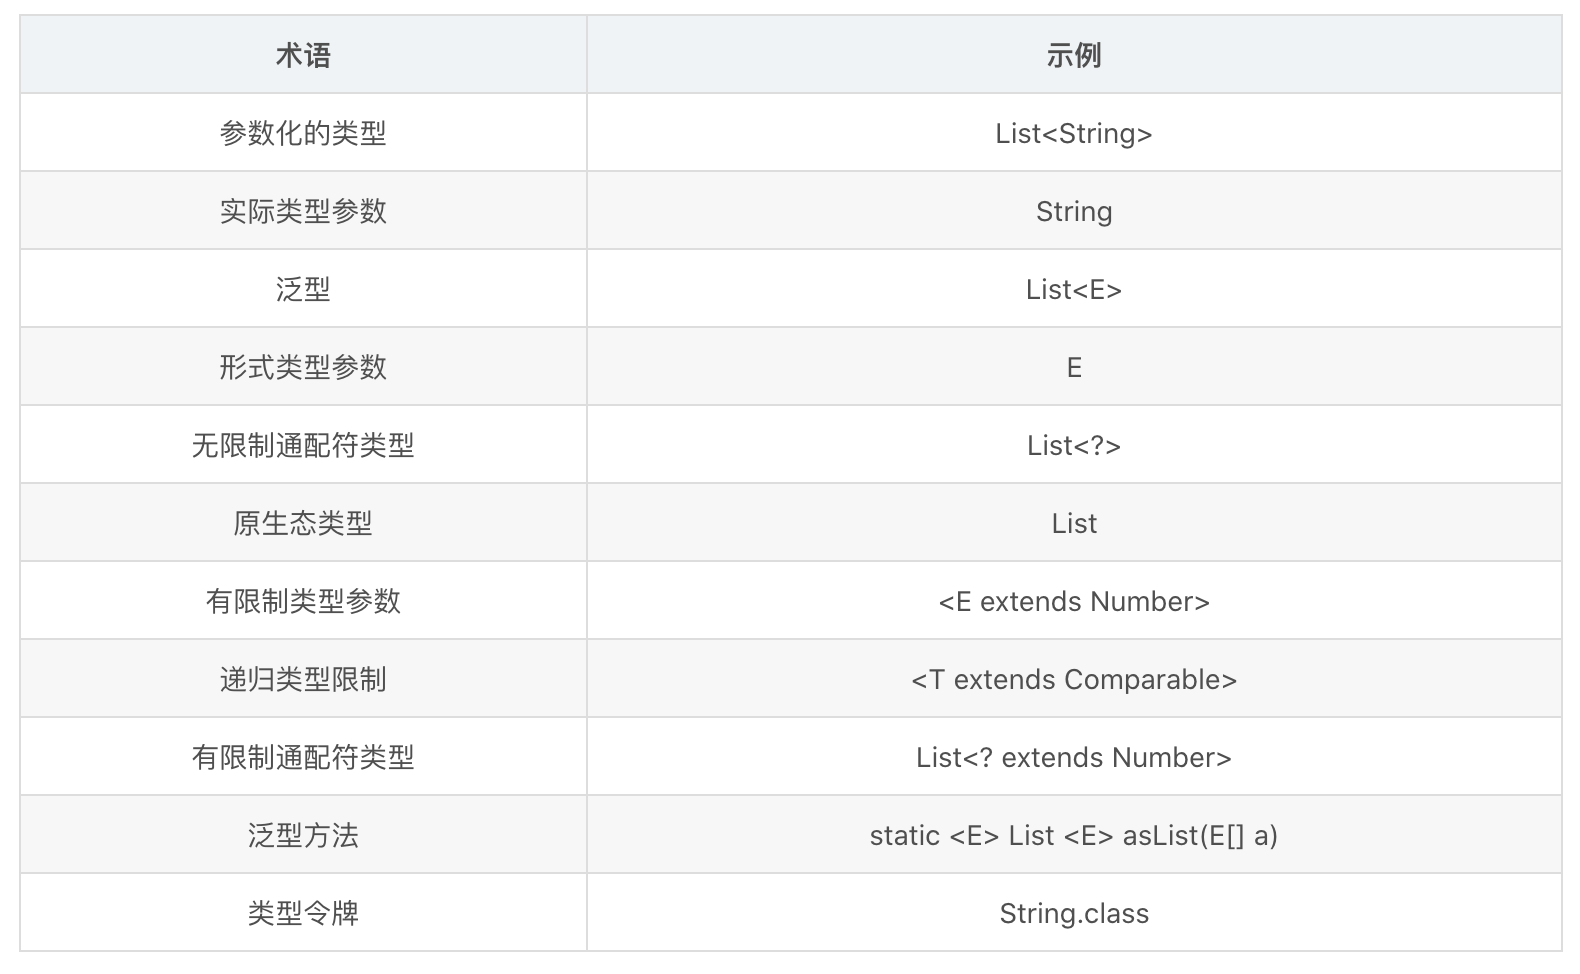 术语 示例
参数化的类型 List<String>
实际类型参数 String
泛型 List<E>
形式类型参数 E
无限制通配符类型 List<?>
原生态类型 List
有限制类型参数 <E extends Number>
递归类型限制 <T extends Comparable>
有限制通配符类型 List<? extends Number>
泛型方法 static <E> List <E> asList(E[] a)
类型令牌 String.class